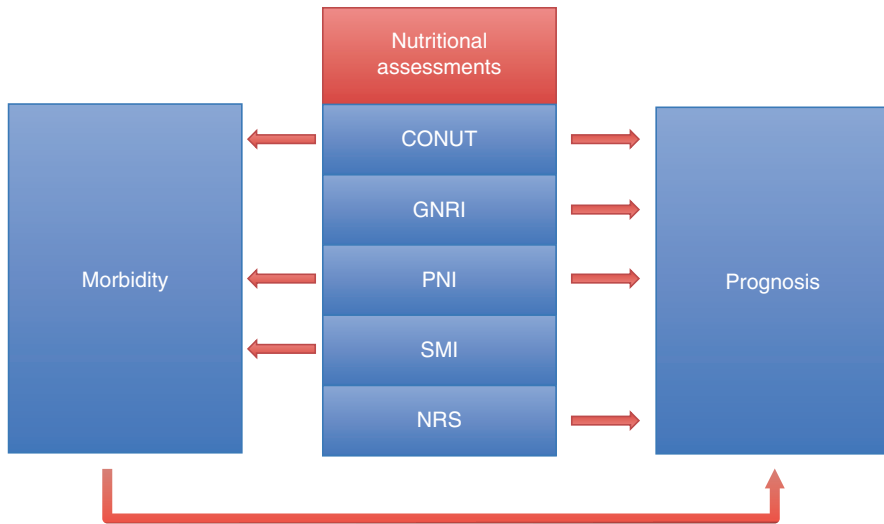 Nutritional
assessments
CONUT
GNRI
Morbidity
PNI
Prognosis
SMI
NRS